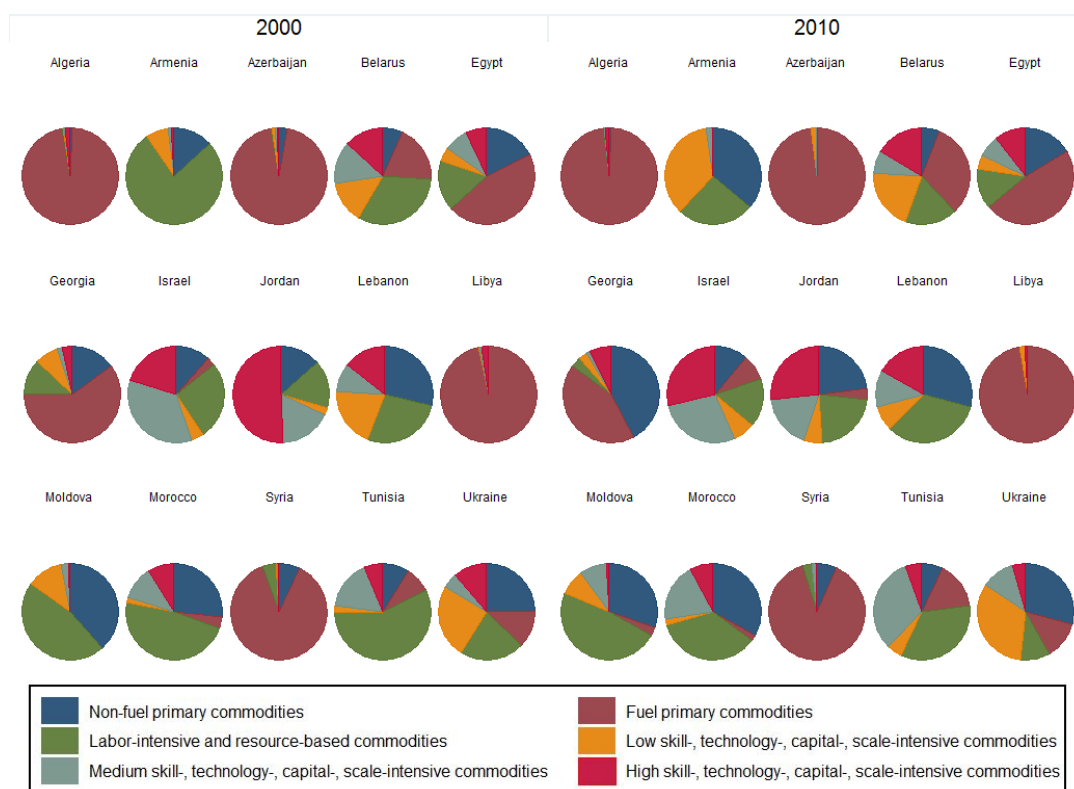 2000 2010
Algeria Armenia Azerbaijan Belarus Egypt Algeria Armenia Azerbaijan Belarus Egypt
Georgia Israel Jordan Lebanon Libya Georgia Israel Jordan Lebanon Libya
Moldova Morocco Syria Tunisia Ukraine Moldova Morocco Syria Tunisia Ukraine
Non-fuel primary commodities Fuel primary commodities
Labor-intensive and resource-based commodities Low skill-, technology-, capital-, scale-intensive commodities
Medium skill-, technology-, capital-, scale-intensive commodities High skill-, technology-, capital-, scale-intensive commodities